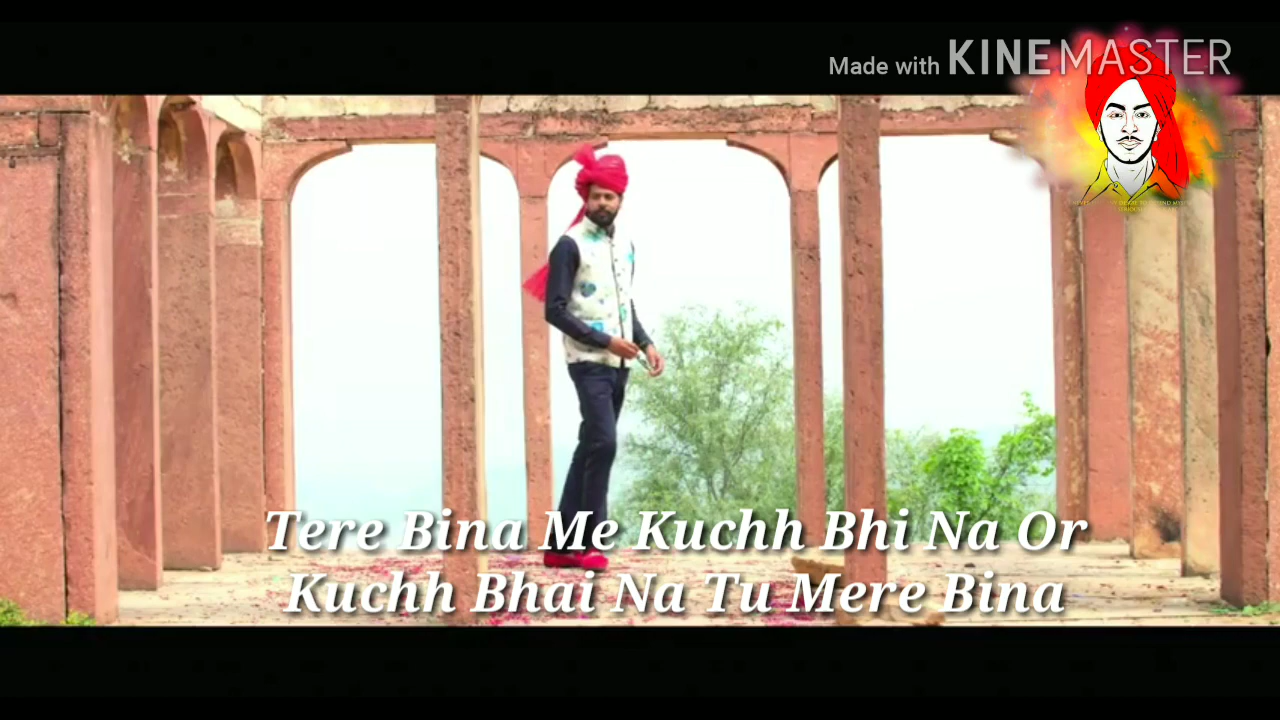 Made with KINEMASTER
Tere Bina Me Kuchh Bhi Na Or
Kuchh Bhai Na Tu Mere Bina